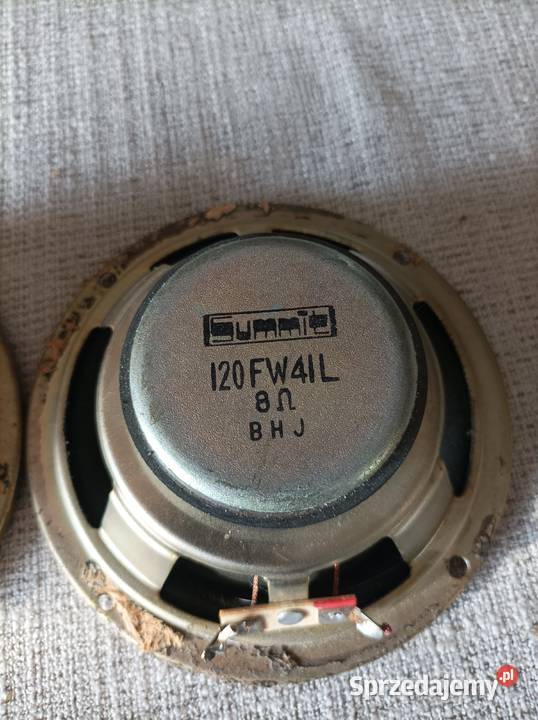 Summit
120FW41L
8Ω
BHJ
Sprzedajemy.pl